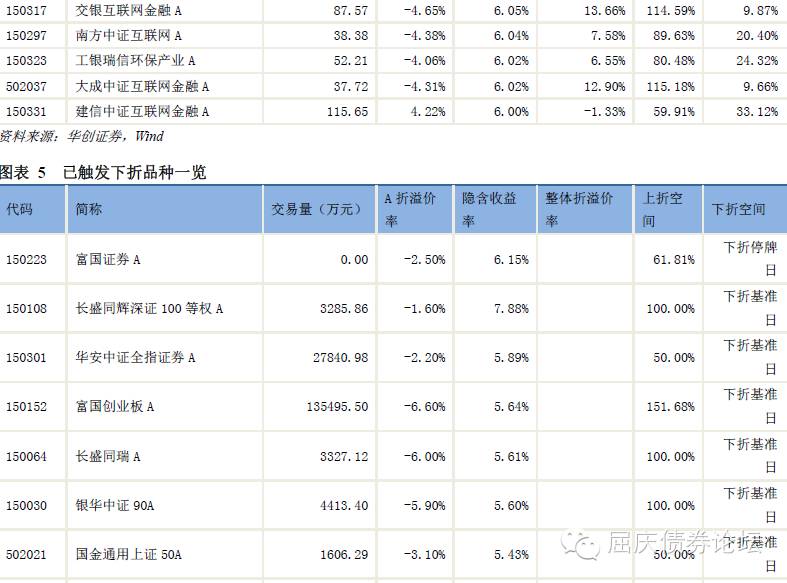 150317 交银互联网金融 A 87.57 -4.65% 6.05% 13.66% 114.59% 9.87%
150297 南方中证互联网 A 38.38 -4.38% 6.04% 7.58% 89.63% 20.40%
150323 工银瑞信环保产业 A 52.21 -4.06% 6.02% 6.55% 80.48% 24.32%
502037 大成中证互联网金融 A 37.72 -4.31% 6.02% 12.90% 115.18% 9.66%
150331 建信中证互联网金融 A 115.65 4.22% 6.00% -1.33% 59.91% 33.12%
资料来源：华创证券，Wind
图表 5 已触发下折品种一览
代码 简称 交易量（万元） A 折溢价率 隐含收益率 整体折溢价率 上折空间 下折空间
150223 富国证券 A 0.00 -2.50% 6.15% 61.81% 下折停牌日
150108 长盛同辉深证 100 等权 A 3285.86 -1.60% 7.88% 100.00% 下折基准日
150301 华安中证全指证券 A 27840.98 -2.20% 5.89% 50.00% 下折基准日
150152 富国创业板 A 135495.50 -6.60% 5.64% 151.68% 下折基准日
150064 长盛同瑞 A 3327.12 -6.00% 5.61% 100.00% 下折基准日
150030 银华中证 90A 4413.40 -5.90% 5.60% 100.00% 下折基准日
502021 国金通用上证 50A 1606.29 -3.10% 5.43% 50.00% 下折基准日
屈庆债券论坛